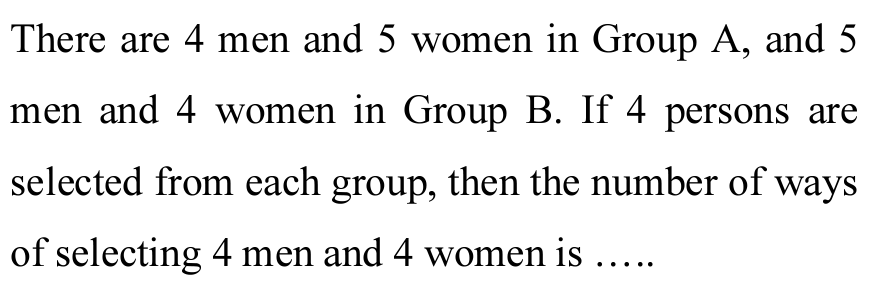 There are 4 men and 5 women in Group A, and 5
men and 4 women in Group B. If 4 persons are
selected from each group, then the number of ways
of selecting 4 men and 4 women is .....